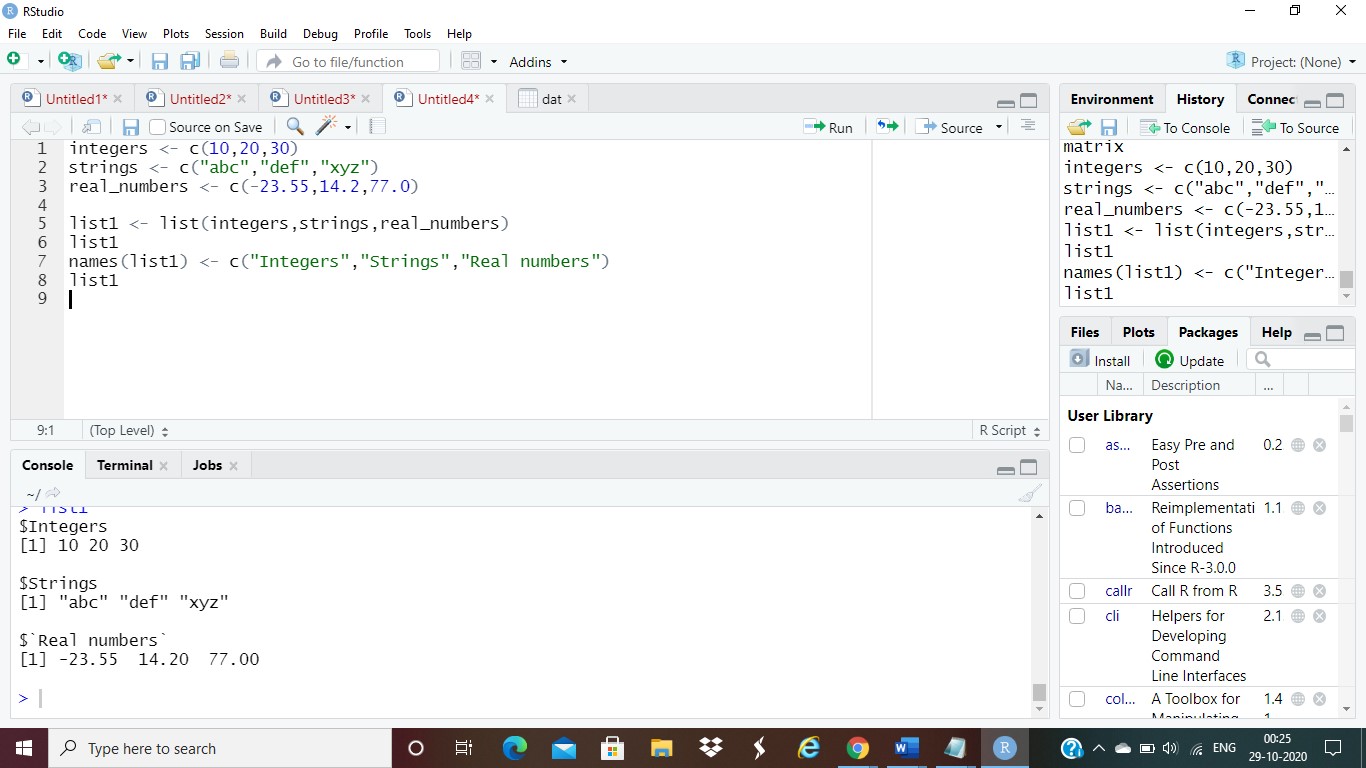 RStudio
File Edit Code View Plots Session Build Debug Profile Tools Help
Go to file/function Addins Project: (None)
Untitled1* Untitled2* Untitled3* Untitled4* dat
Source on Save Run Source
1 integers <- c(10,20,30)
2 strings <- c("abc","def","xyz")
3 real_numbers <- c(-23.55,14.2,77.0)
4
5 list1 <- list(integers,strings,real_numbers)
6 list1
7 names(list1) <- c("Integers","Strings","Real numbers")
8 list1
9
9:1 (Top Level) R Script
Console Terminal Jobs
~/
> list1
$Integers
[1] 10 20 30
$Strings
[1] "abc" "def" "xyz"
$`Real numbers`
[1] -23.55  14.20  77.00
>
Environment History Connec
To Console To Source
matrix
integers <- c(10,20,30)
strings <- c("abc","def","...
real_numbers <- c(-23.55,1...
list1 <- list(integers,str...
list1
names(list1) <- c("Integer...
list1
Files Plots Packages Help
Install Update
Na... Description ...
User Library
as... Easy Pre and 0.2
Post
Assertions
ba... Reimplementati 1.1
of Functions
Introduced
Since R-3.0.0
callr Call R from R 3.5
cli Helpers for 2.1
Developing
Command
Line Interfaces
col... A Toolbox for 1.4
Manipulating 1
Type here to search
ENG 00:25
29-10-2020